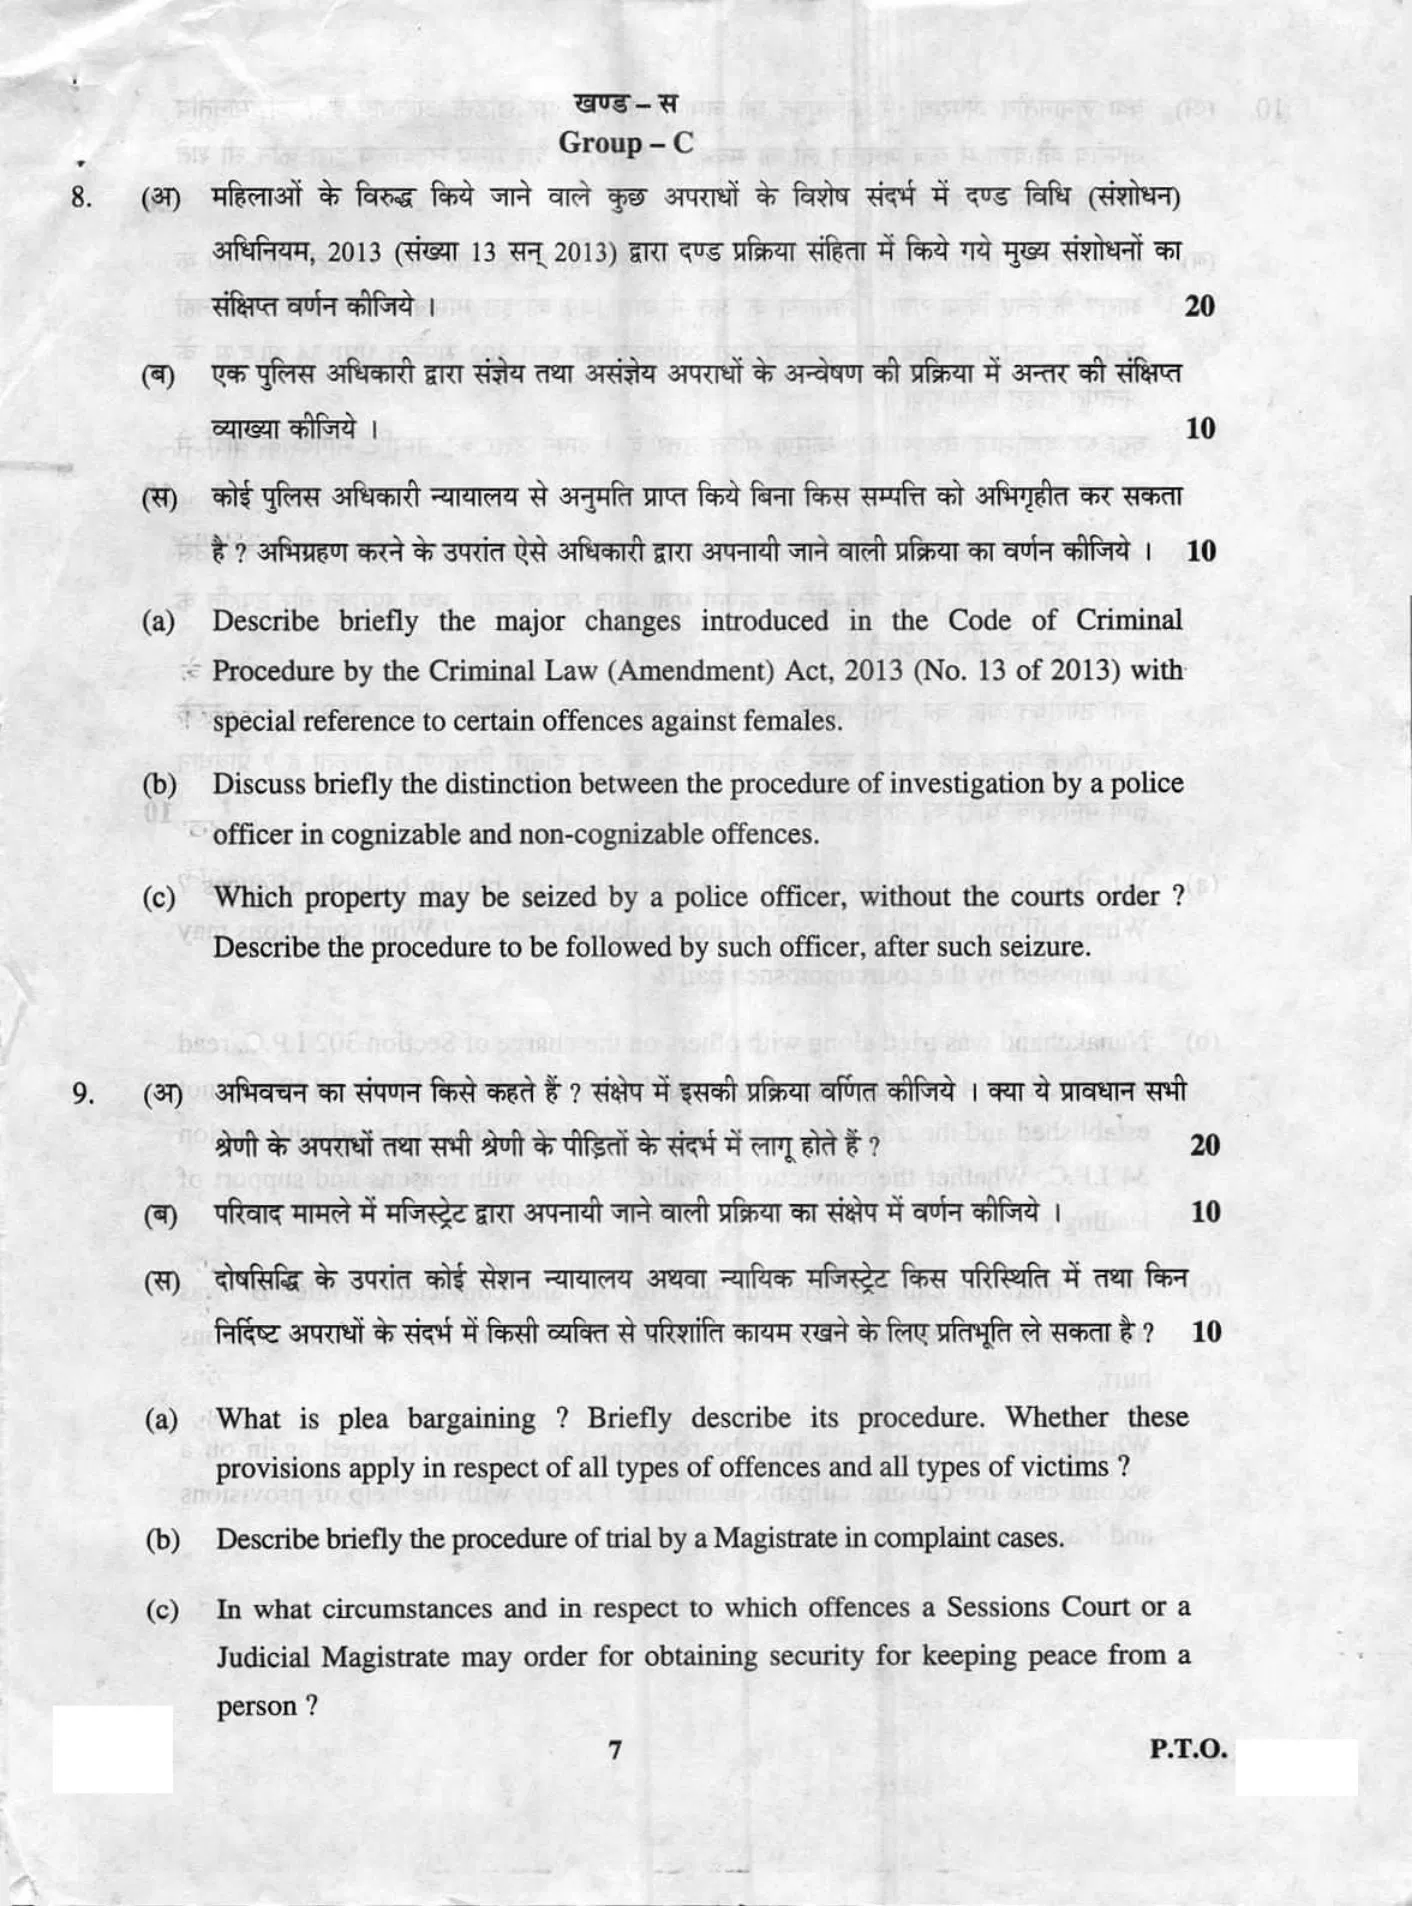 खण्ड – स
Group – C
8. (अ) महिलाओं के विरुद्ध किये जाने वाले कुछ अपराधों के विशेष संदर्भ में दण्ड विधि (संशोधन)
अधिनियम, 2013 (संख्या 13 सन् 2013) द्वारा दण्ड प्रक्रिया संहिता में किये गये मुख्य संशोधनों का
संक्षिप्त वर्णन कीजिये । 20
(ब) एक पुलिस अधिकारी द्वारा संज्ञेय तथा असंज्ञेय अपराधों के अन्वेषण की प्रक्रिया में अन्तर की संक्षिप्त
व्याख्या कीजिये । 10
(स) कोई पुलिस अधिकारी न्यायालय से अनुमति प्राप्त किये बिना किस सम्पत्ति को अभिगृहीत कर सकता
है ? अभिग्रहण करने के उपरांत ऐसे अधिकारी द्वारा अपनायी जाने वाली प्रक्रिया का वर्णन कीजिये । 10
(a) Describe briefly the major changes introduced in the Code of Criminal
Procedure by the Criminal Law (Amendment) Act, 2013 (No. 13 of 2013) with
special reference to certain offences against females.
(b) Discuss briefly the distinction between the procedure of investigation by a police
officer in cognizable and non-cognizable offences.
(c) Which property may be seized by a police officer, without the courts order ?
Describe the procedure to be followed by such officer, after such seizure.
9. (अ) अभिवचन का संपणन किसे कहते हैं ? संक्षेप में इसकी प्रक्रिया वर्णित कीजिये । क्या ये प्रावधान सभी
श्रेणी के अपराधों तथा सभी श्रेणी के पीड़ितों के संदर्भ में लागू होते हैं ? 20
(ब) परिवाद मामले में मजिस्ट्रेट द्वारा अपनायी जाने वाली प्रक्रिया का संक्षेप में वर्णन कीजिये । 10
(स) दोषसिद्धि के उपरांत कोई सेशन न्यायालय अथवा न्यायिक मजिस्ट्रेट किस परिस्थिति में तथा किन
निर्दिष्ट अपराधों के संदर्भ में किसी व्यक्ति से परिशांति कायम रखने के लिए प्रतिभूति ले सकता है ? 10
(a) What is plea bargaining ? Briefly describe its procedure. Whether these
provisions apply in respect of all types of offences and all types of victims ?
(b) Describe briefly the procedure of trial by a Magistrate in complaint cases.
(c) In what circumstances and in respect to which offences a Sessions Court or a
Judicial Magistrate may order for obtaining security for keeping peace from a
person ?
7 P.T.O.